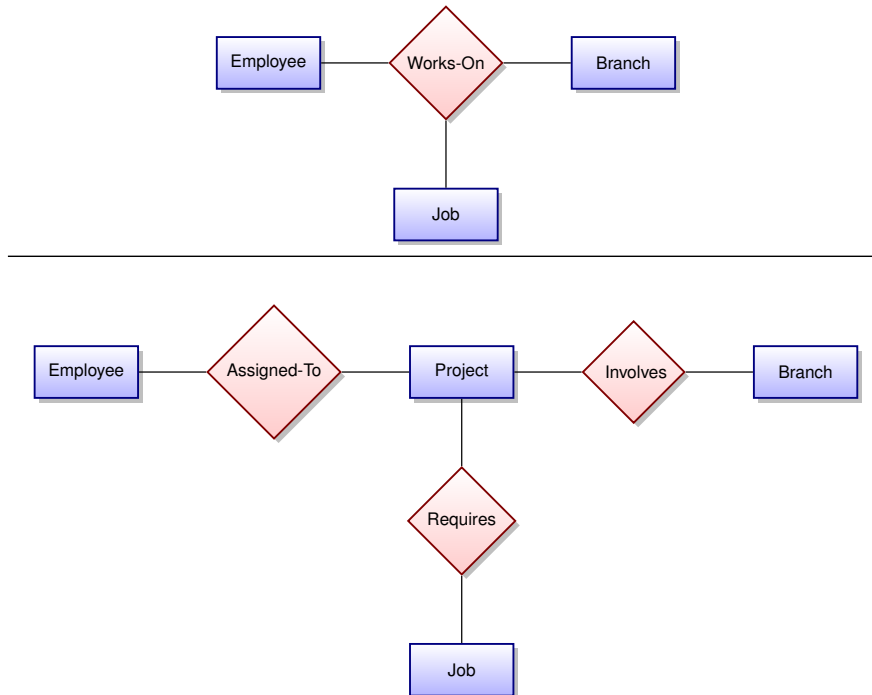 Employee
Works-On
Branch
Job
Employee
Assigned-To
Project
Involves
Branch
Requires
Job